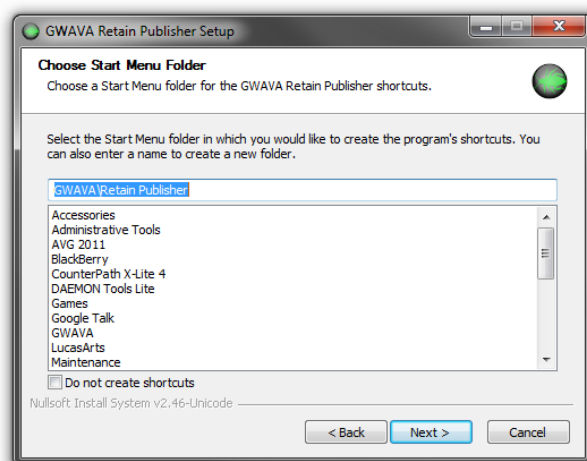 GWAVA Retain Publisher Setup
Choose Start Menu Folder
Choose a Start Menu folder for the GWAVA Retain Publisher shortcuts.
Select the Start Menu folder in which you would like to create the program's shortcuts. You
can also enter a name to create a new folder.
GWAVA\Retain Publisher
Accessories
Administrative Tools
AVG 2011
BlackBerry
CounterPath X-Lite 4
DAEMON Tools Lite
Games
Google Talk
GWAVA
LucasArts
Maintenance
Do not create shortcuts
Nullsoft Install System v2.46-Unicode
< Back Next > Cancel